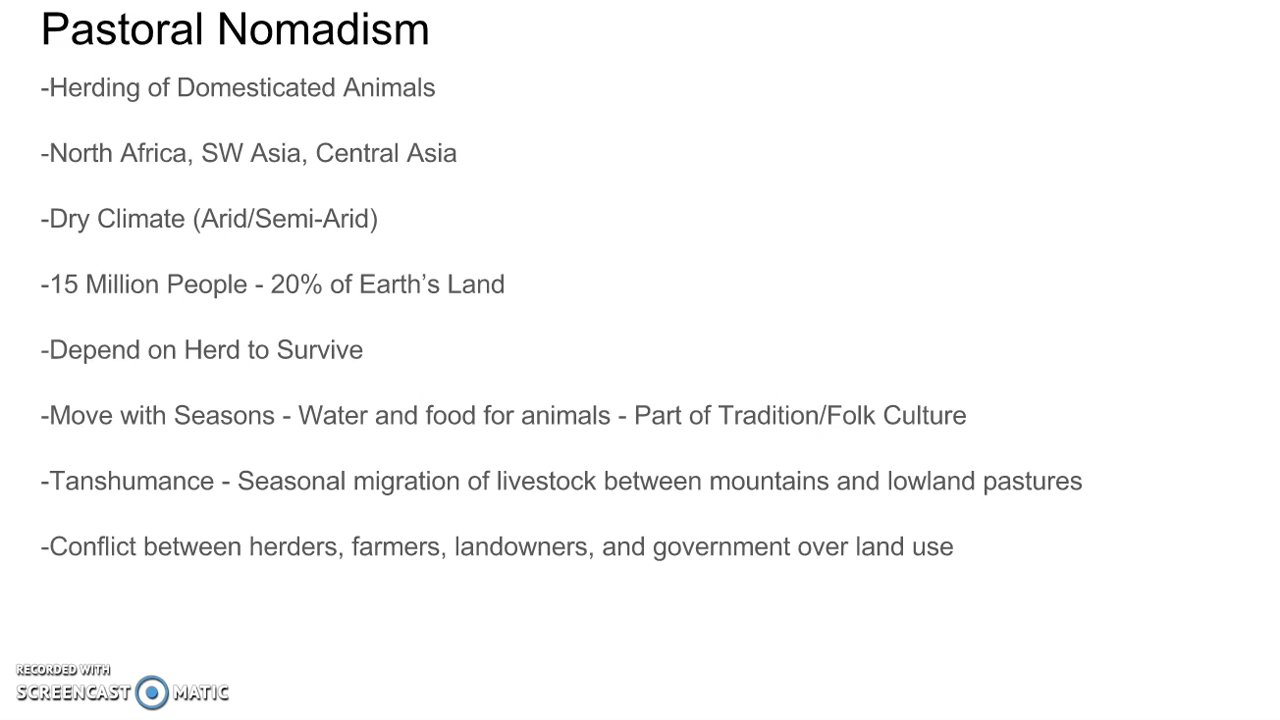 Pastoral Nomadism
-Herding of Domesticated Animals
-North Africa, SW Asia, Central Asia
-Dry Climate (Arid/Semi-Arid)
-15 Million People - 20% of Earth’s Land
-Depend on Herd to Survive
-Move with Seasons - Water and food for animals - Part of Tradition/Folk Culture
-Tanshumance - Seasonal migration of livestock between mountains and lowland pastures
-Conflict between herders, farmers, landowners, and government over land use
RECORDED WITH
SCREENCAST MATIC